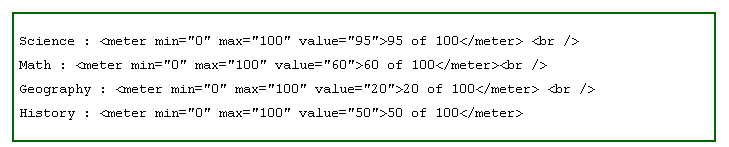 Science : <meter min="0" max="100" value="95">95 of 100</meter> <br />
Math : <meter min="0" max="100" value="60">60 of 100</meter><br />
Geography : <meter min="0" max="100" value="20">20 of 100</meter> <br />
History : <meter min="0" max="100" value="50">50 of 100</meter>